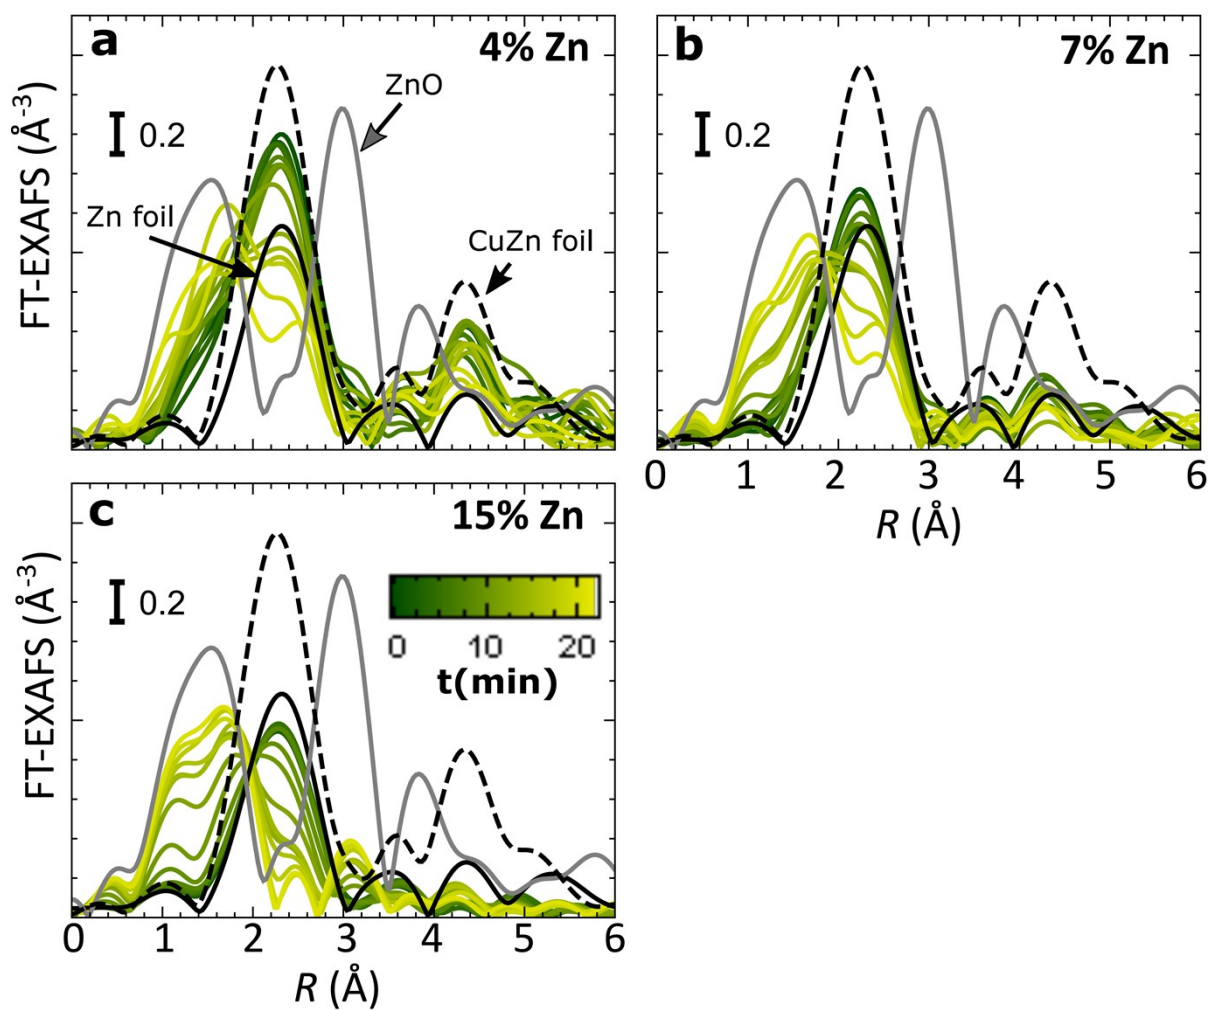 a
4% Zn
FT-EXAFS (Å⁻³)
0.2
ZnO
Zn foil
CuZn foil
b
7% Zn
0.2
0 1 2 3 4 5 6
R (Å)
c
15% Zn
FT-EXAFS (Å⁻³)
0.2
0 10 20
t(min)
0 1 2 3 4 5 6
R (Å)